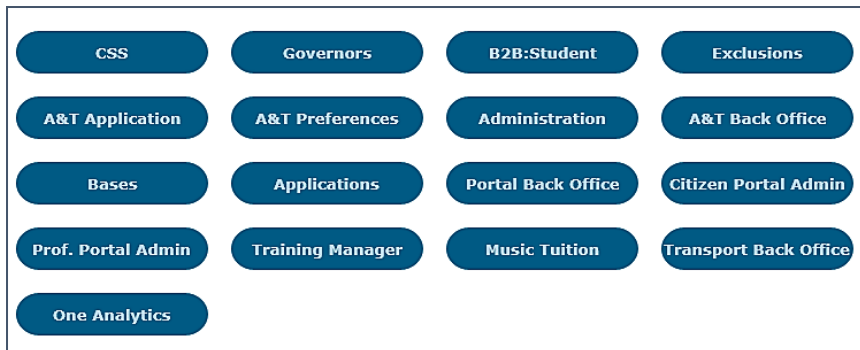 CSS
Governors
B2B:Student
Exclusions
A&T Application
A&T Preferences
Administration
A&T Back Office
Bases
Applications
Portal Back Office
Citizen Portal Admin
Prof. Portal Admin
Training Manager
Music Tuition
Transport Back Office
One Analytics